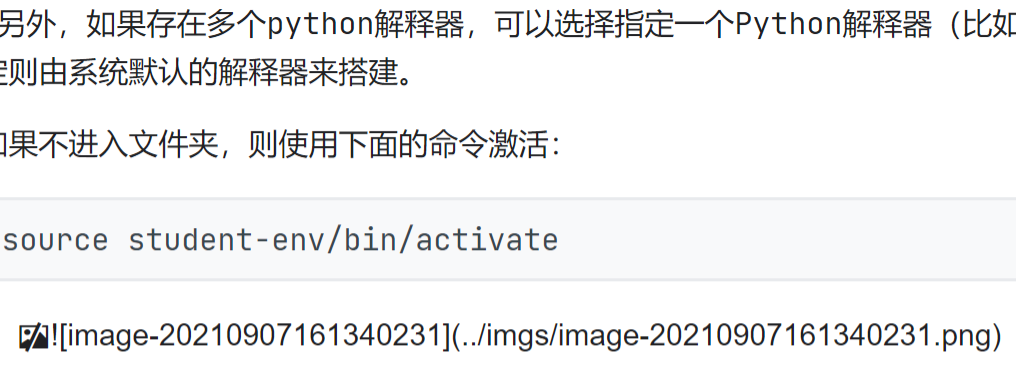 另外，如果存在多个python解释器，可以选择指定一个Python解释器（比如
则由系统默认的解释器来搭建。
如果不进入文件夹，则使用下面的命令激活：
source student-env/bin/activate
![image-20210907161340231](../imgs/image-20210907161340231.png)